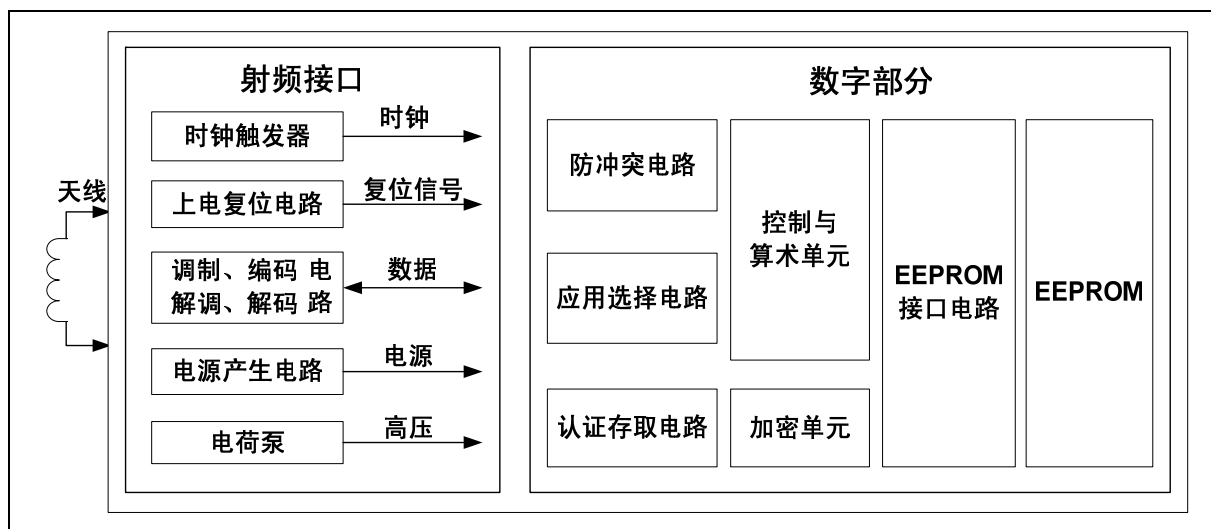 射频接口
数字部分
天线
时钟触发器
时钟
上电复位电路
复位信号
调制、编码 电
解调、解码 路
数据
电源产生电路
电源
电荷泵
高压
防冲突电路
应用选择电路
认证存取电路
控制与
算术单元
加密单元
EEPROM
接口电路
EEPROM